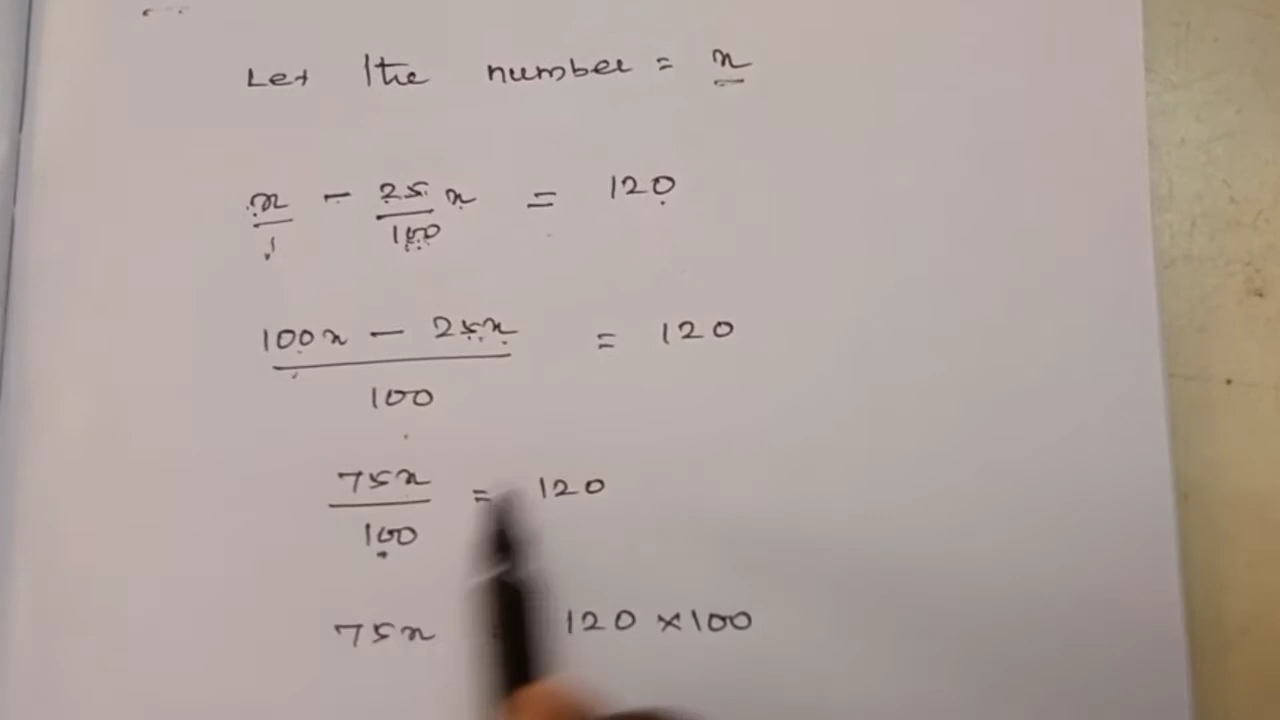 Let the number = x
x/1 - 25/100 x = 120
100x - 25x / 100 = 120
75x/100 = 120
75x 120 × 100